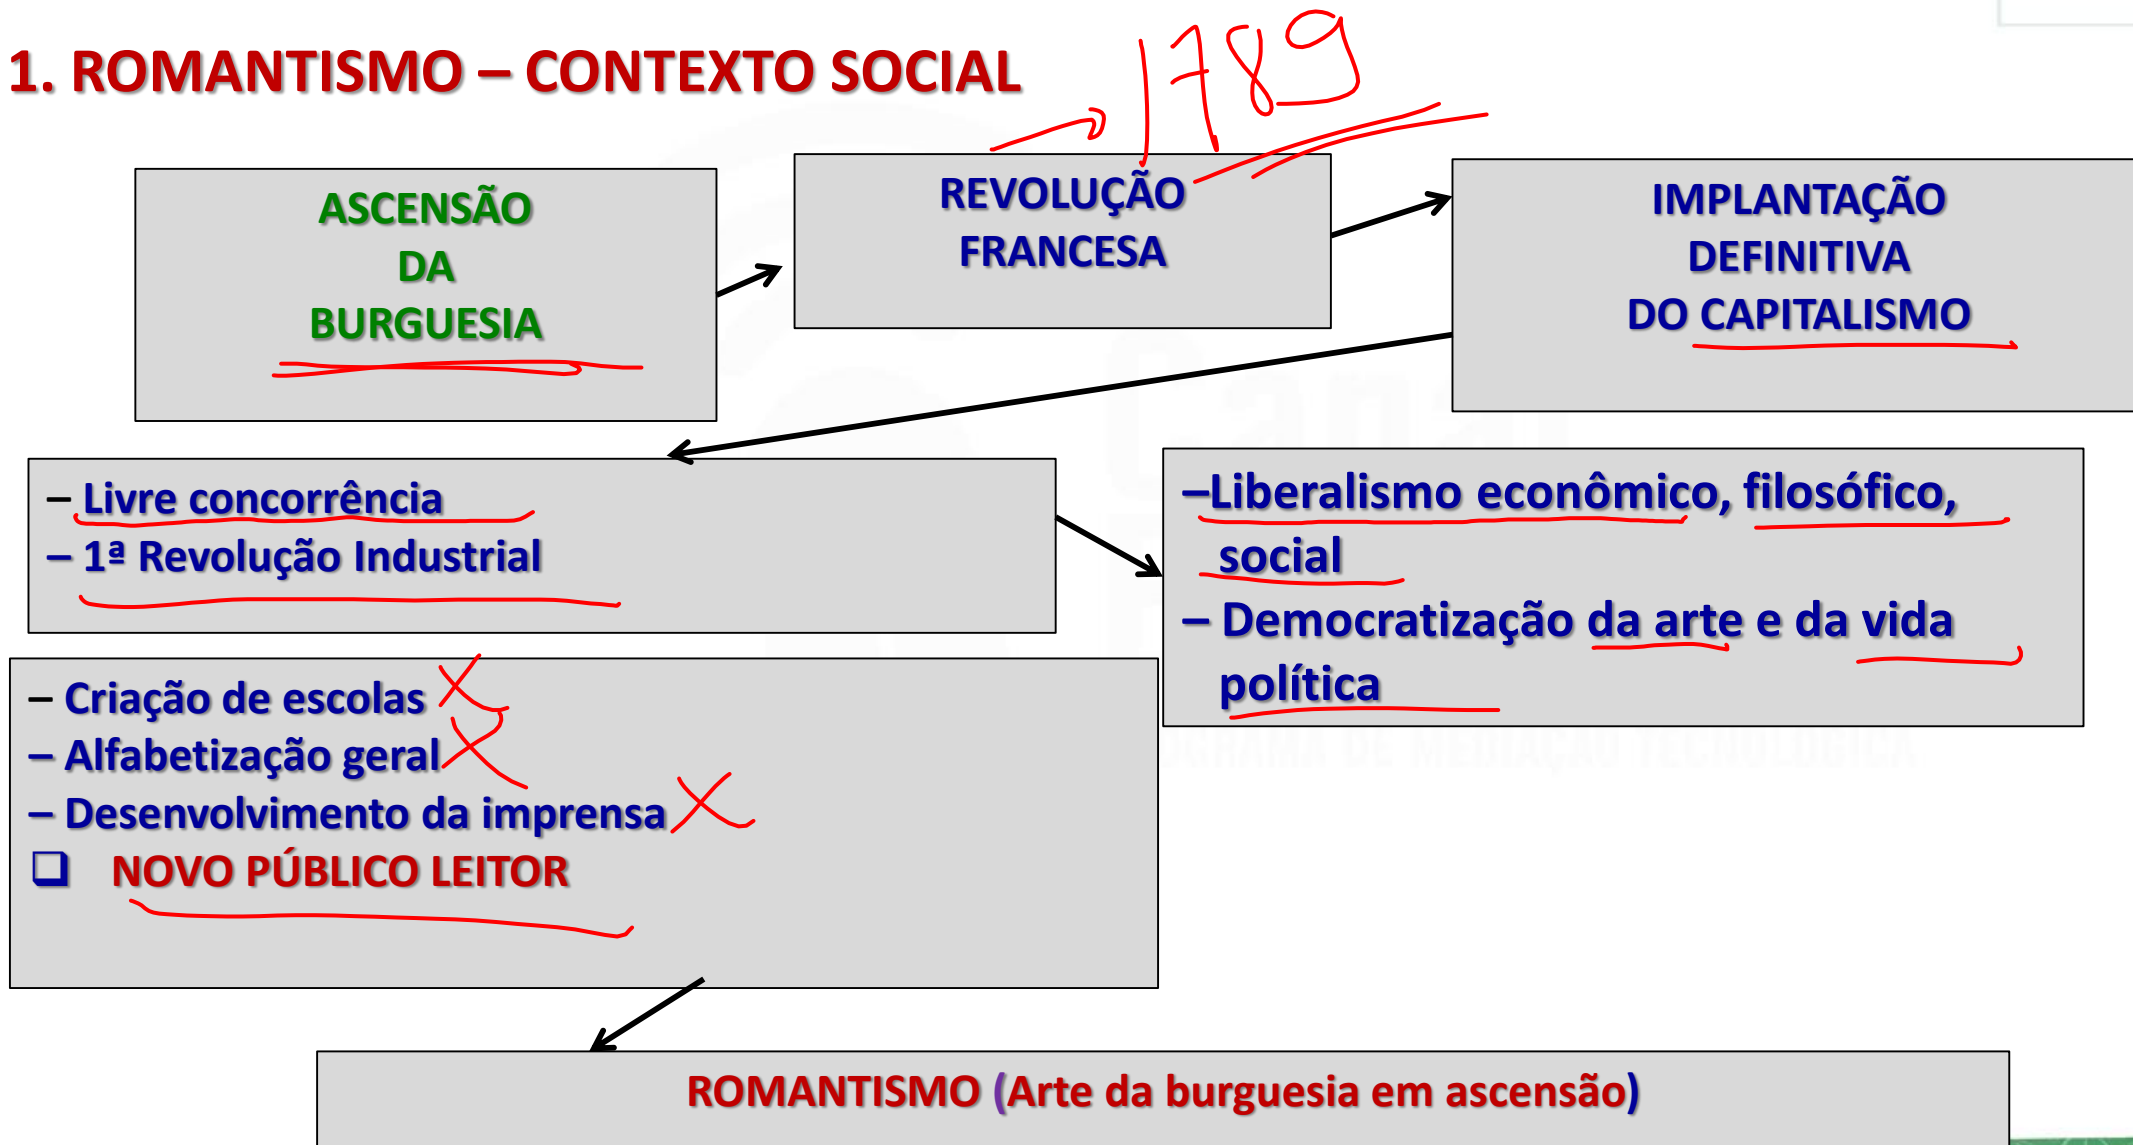 1. ROMANTISMO – CONTEXTO SOCIAL
1789
ASCENSÃO
DA
BURGUESIA
REVOLUÇÃO
FRANCESA
IMPLANTAÇÃO
DEFINITIVA
DO CAPITALISMO
– Livre concorrência
– 1ª Revolução Industrial
–Liberalismo econômico, filosófico,
social
– Democratização da arte e da vida
política
– Criação de escolas
– Alfabetização geral
– Desenvolvimento da imprensa
❑ NOVO PÚBLICO LEITOR
ROMANTISMO (Arte da burguesia em ascensão)